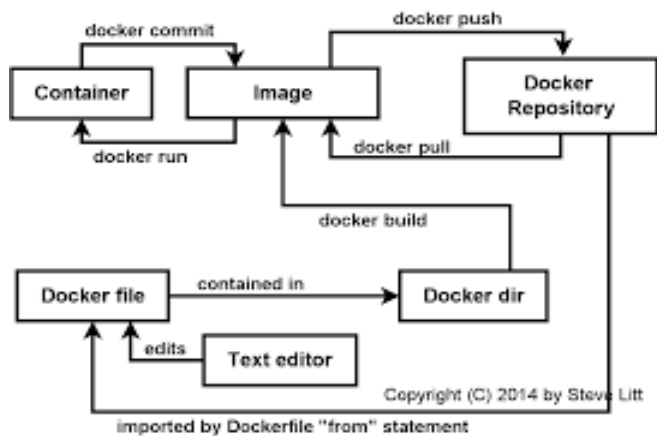 docker commit
docker push
Container
Image
Docker
Repository
docker run
docker pull
docker build
Docker file
contained in
Docker dir
edits
Text editor
Copyright (C) 2014 by Steve Litt
imported by Dockerfile "from" statement